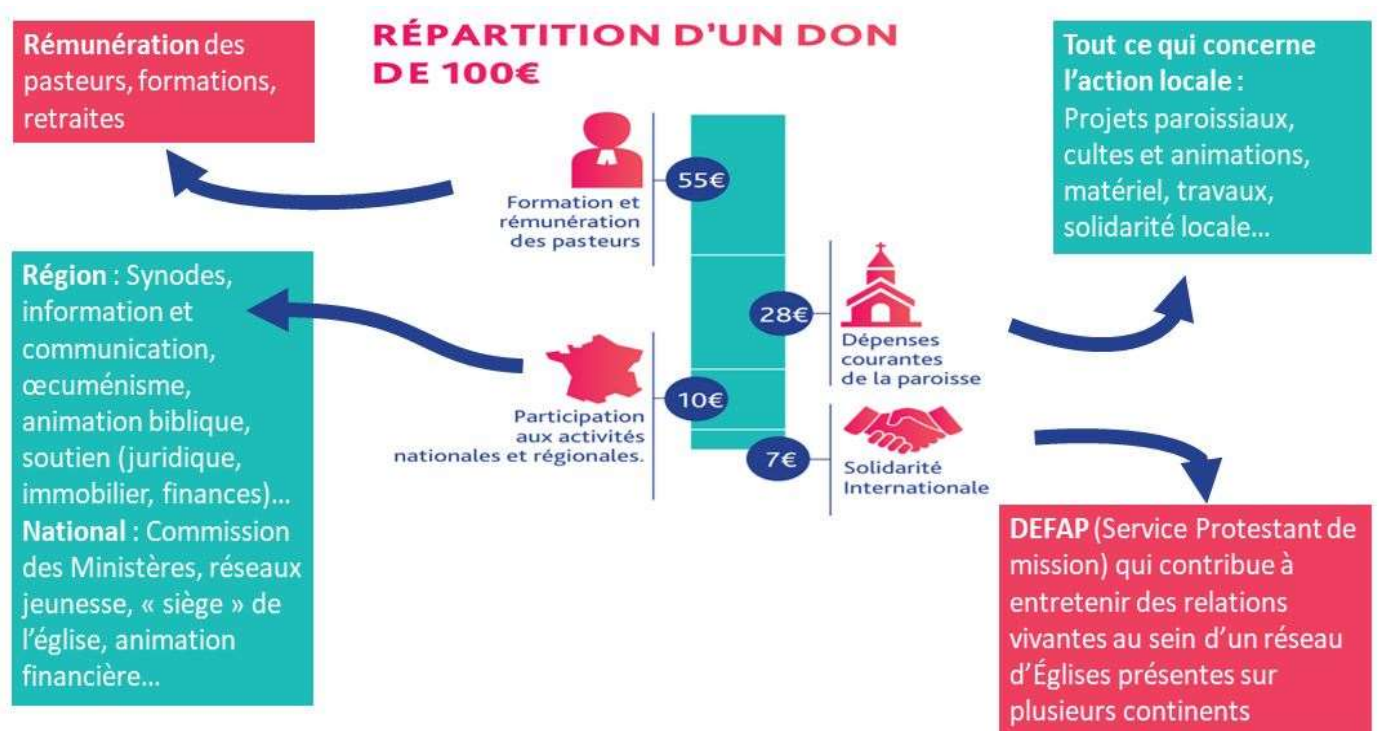 RÉPARTITION D'UN DON
DE 100€
Rémunération des
pasteurs, formations,
retraites
55€
Formation et
rémunération
des pasteurs
Tout ce qui concerne
l’action locale :
Projets paroissiaux,
cultes et animations,
matériel, travaux,
solidarité locale…
28€
Dépenses
courantes
de la paroisse
Région : Synodes,
information et
communication,
œcuménisme,
animation biblique,
soutien (juridique,
immobilier, finances)…
National : Commission
des Ministères, réseaux
jeunesse, « siège » de
l’église, animation
financière…
10€
Participation
aux activités
nationales et régionales.
7€
Solidarité
Internationale
DEFAP (Service Protestant de
mission) qui contribue à
entretenir des relations
vivantes au sein d’un réseau
d’Églises présentes sur
plusieurs continents